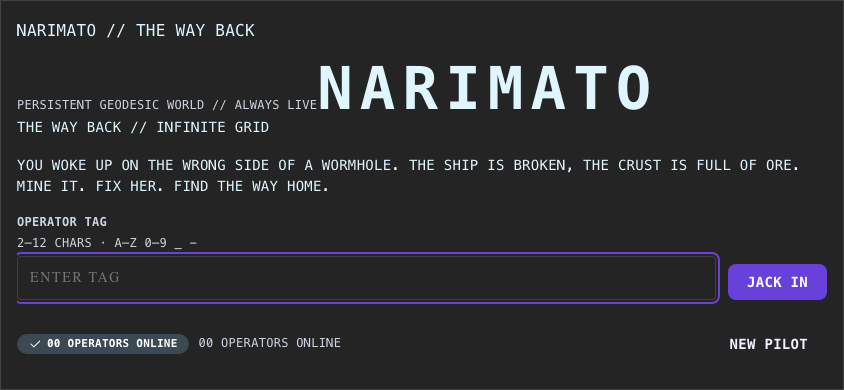 NARIMATO // THE WAY BACK
PERSISTENT GEODESIC WORLD // ALWAYS LIVE NARIMATO
THE WAY BACK // INFINITE GRID
YOU WOKE UP ON THE WRONG SIDE OF A WORMHOLE. THE SHIP IS BROKEN, THE CRUST IS FULL OF ORE.
MINE IT. FIX HER. FIND THE WAY HOME.
OPERATOR TAG
2–12 CHARS · A–Z 0–9 _ −
ENTER TAG
JACK IN
00 OPERATORS ONLINE 00 OPERATORS ONLINE
NEW PILOT